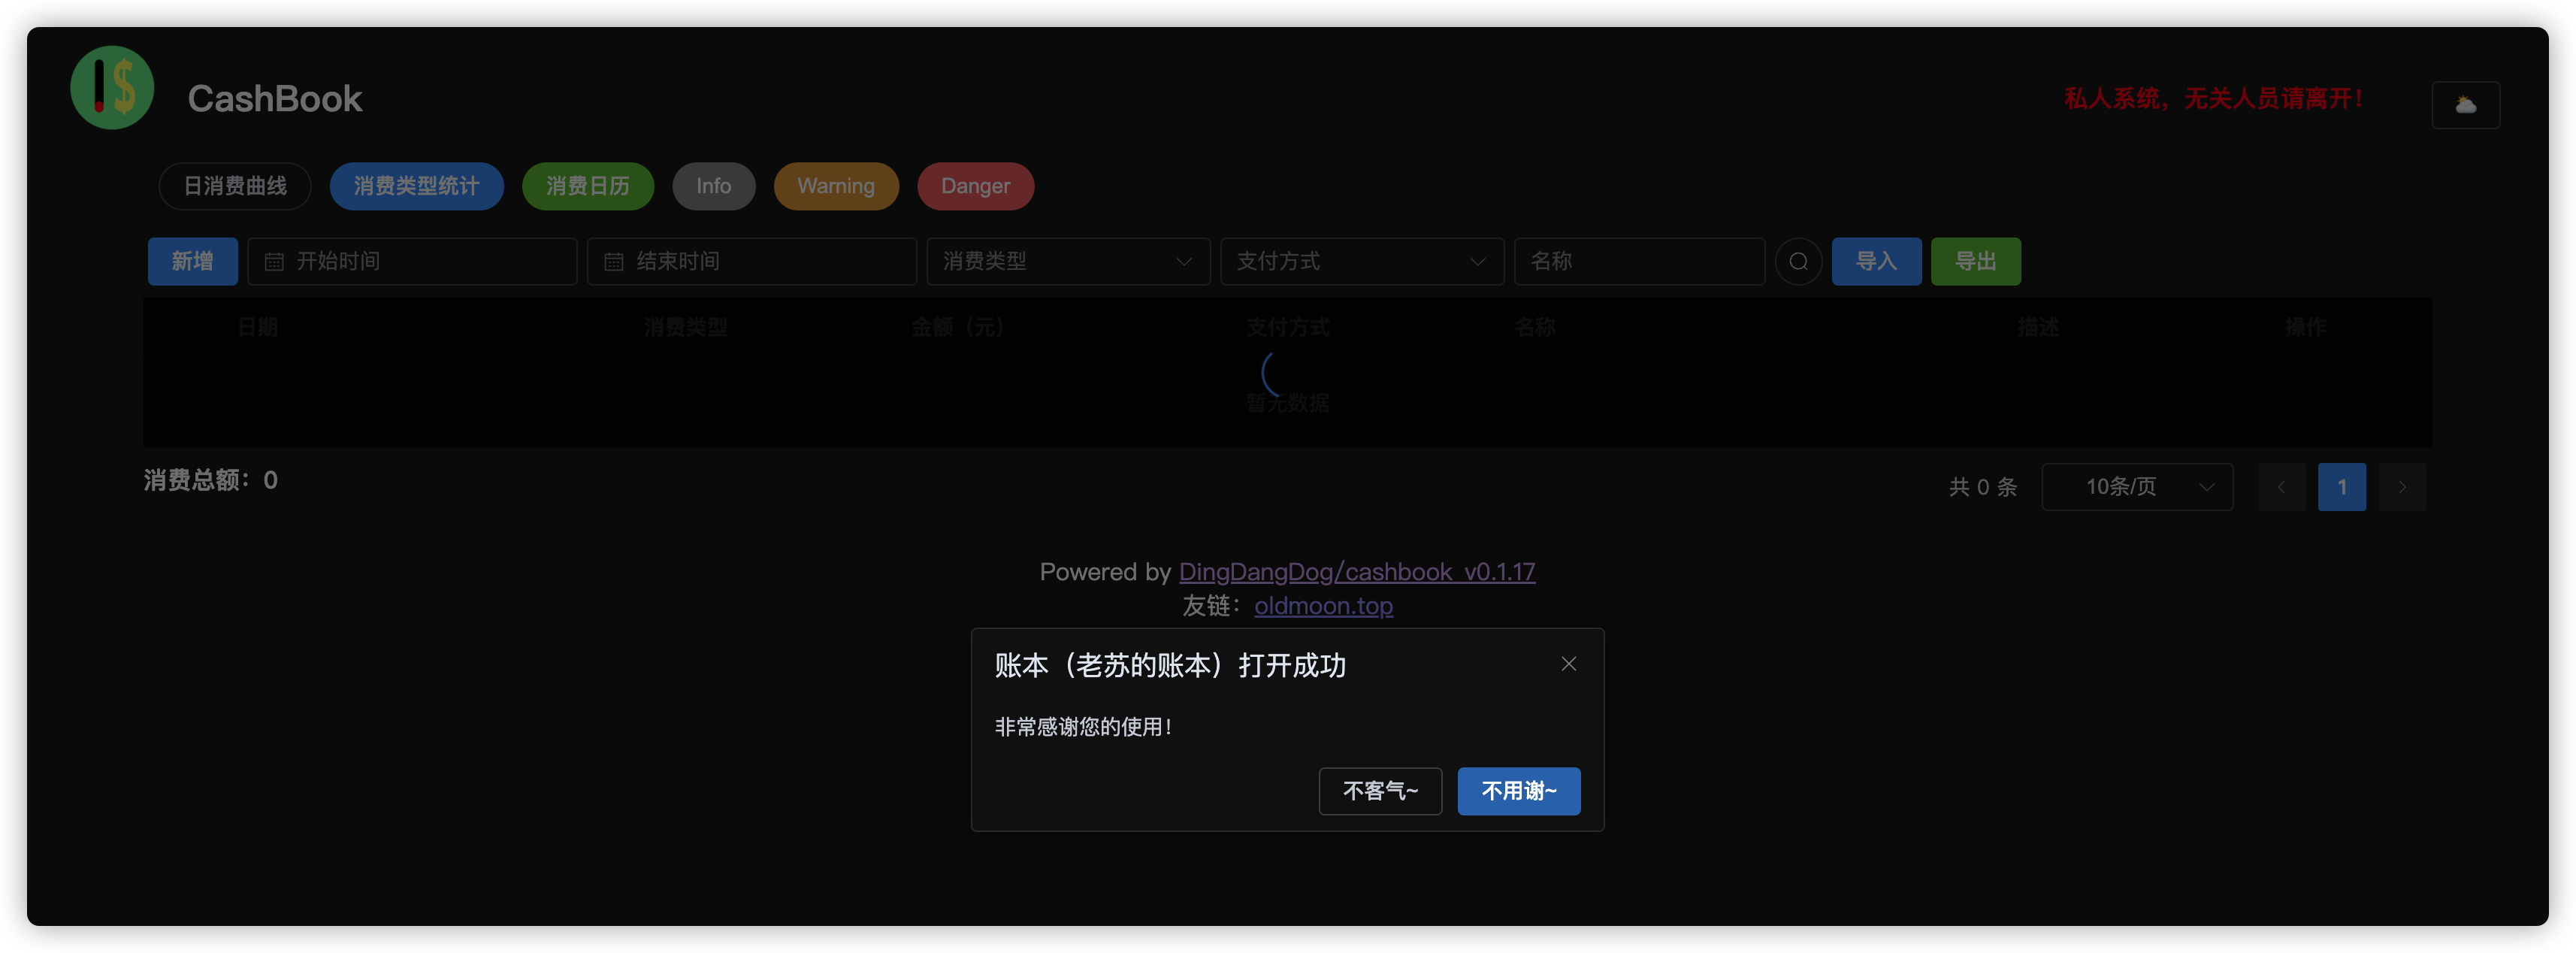 CashBook
私人系统，无关人员请离开！
日消费曲线 消费类型统计 消费日历 Info Warning Danger
新增 开始时间 结束时间 消费类型 支付方式 名称 导入 导出
日期 消费类型 金额（元） 支付方式 名称 描述 操作
暂无数据
消费总额：0
共 0 条 10条/页 1
Powered by DingDangDog/cashbook_v0.1.17
友链：oldmoon.top
账本（老苏的账本）打开成功
非常感谢您的使用！
不客气~ 不用谢~